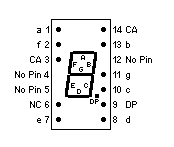 a 1
14 CA
f 2
13 b
CA 3
12 No Pin
No Pin 4
11 g
No Pin 5
10 c
NC 6
9 DP
e 7
8 d
A
F B
G
E C
D
DP